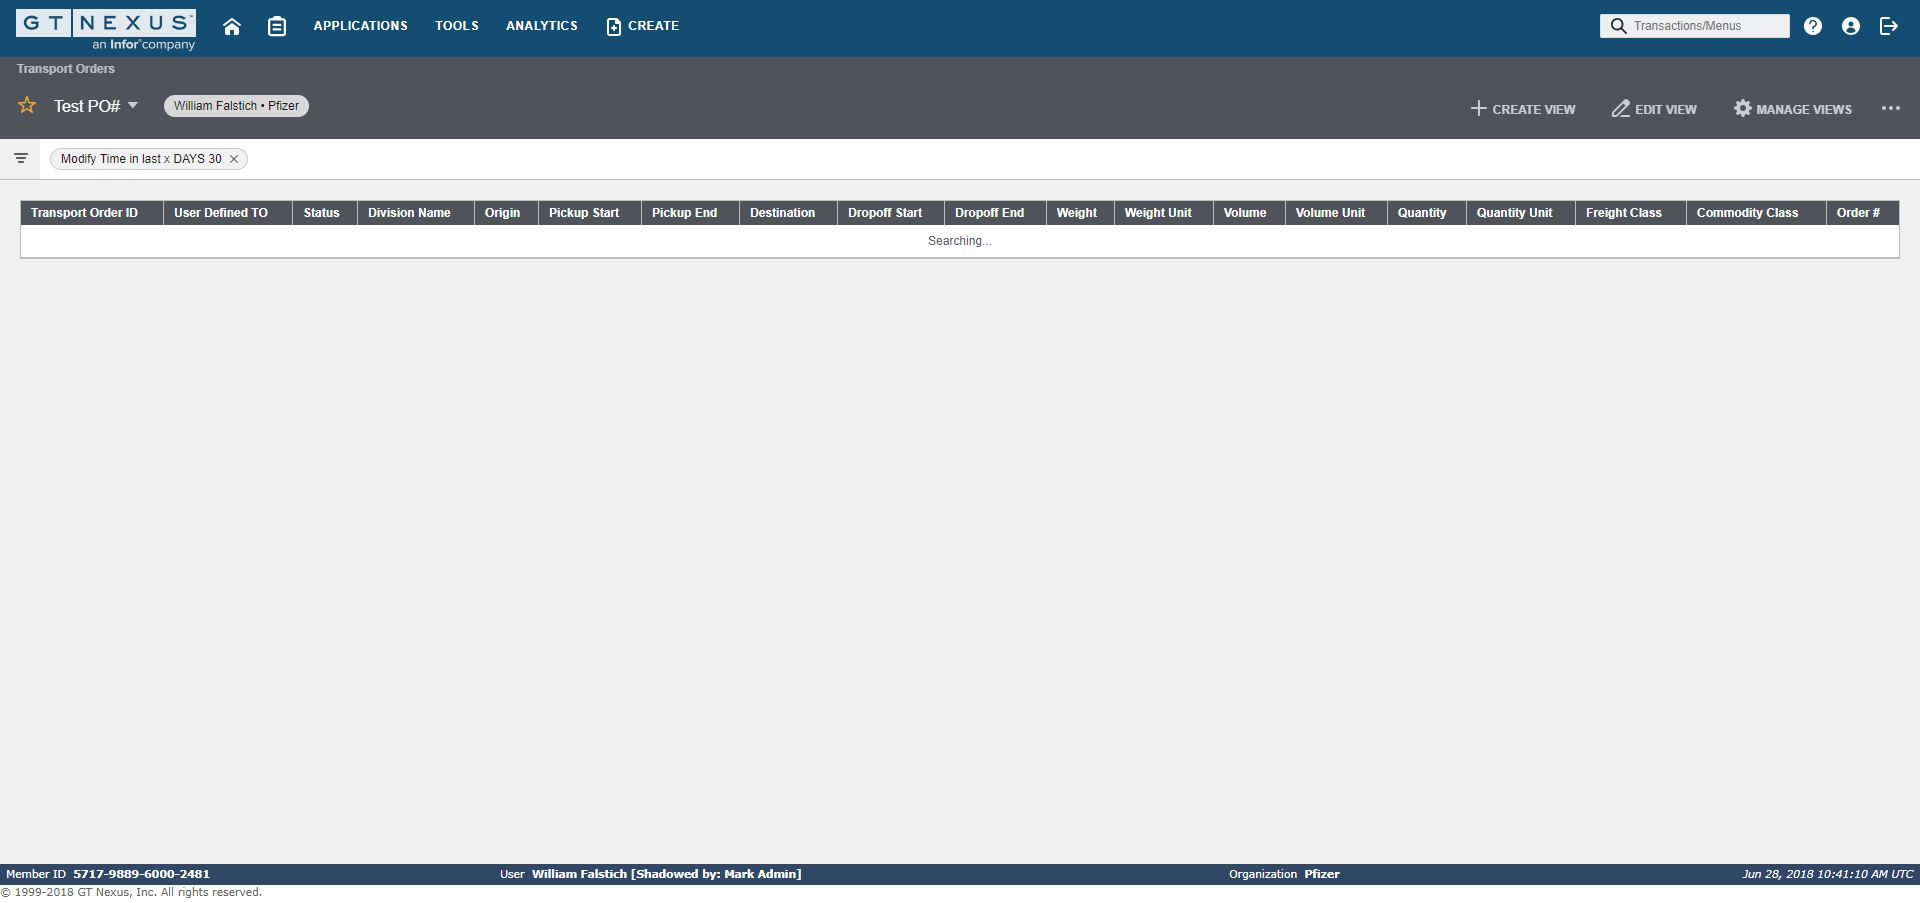 GT NEXUS™
an Infor® company
APPLICATIONS TOOLS ANALYTICS CREATE
Transactions/Menus
Transport Orders
Test PO# William Falstich • Pfizer
CREATE VIEW EDIT VIEW MANAGE VIEWS
Modify Time in last x DAYS 30
Transport Order ID User Defined TO Status Division Name Origin Pickup Start Pickup End Destination Dropoff Start Dropoff End Weight Weight Unit Volume Volume Unit Quantity Quantity Unit Freight Class Commodity Class Order #
Searching...
Member ID 5717-9889-6000-2481 User William Falstich [Shadowed by: Mark Admin] Organization Pfizer Jun 28, 2018 10:41:10 AM UTC
© 1999-2018 GT Nexus, Inc. All rights reserved.